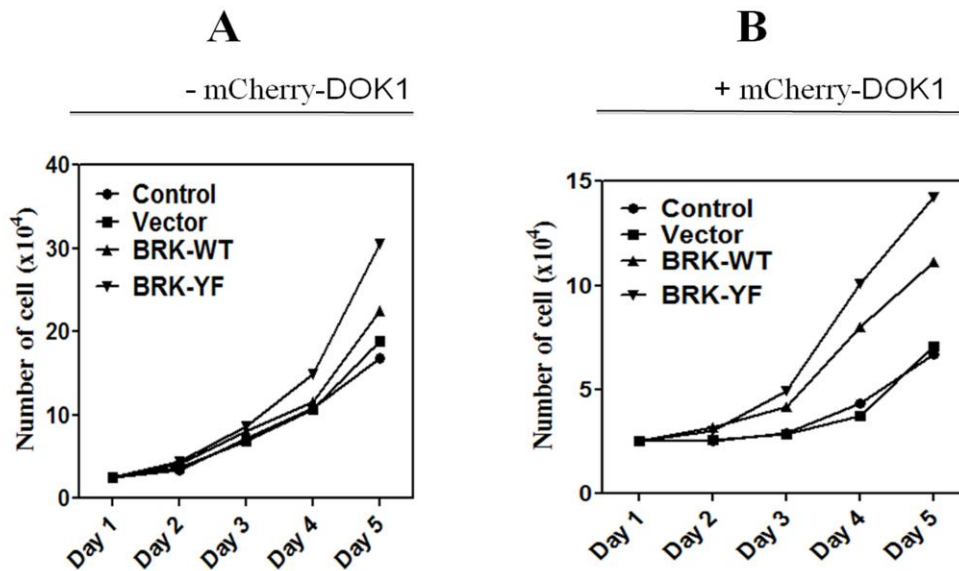 A
- mCherry-DOK1
Number of cell (x10⁴)
40
30
20
10
0
Control
Vector
BRK-WT
BRK-YF
Day 1
Day 2
Day 3
Day 4
Day 5
B
+ mCherry-DOK1
Number of cell (x10⁴)
15
10
5
0
Control
Vector
BRK-WT
BRK-YF
Day 1
Day 2
Day 3
Day 4
Day 5